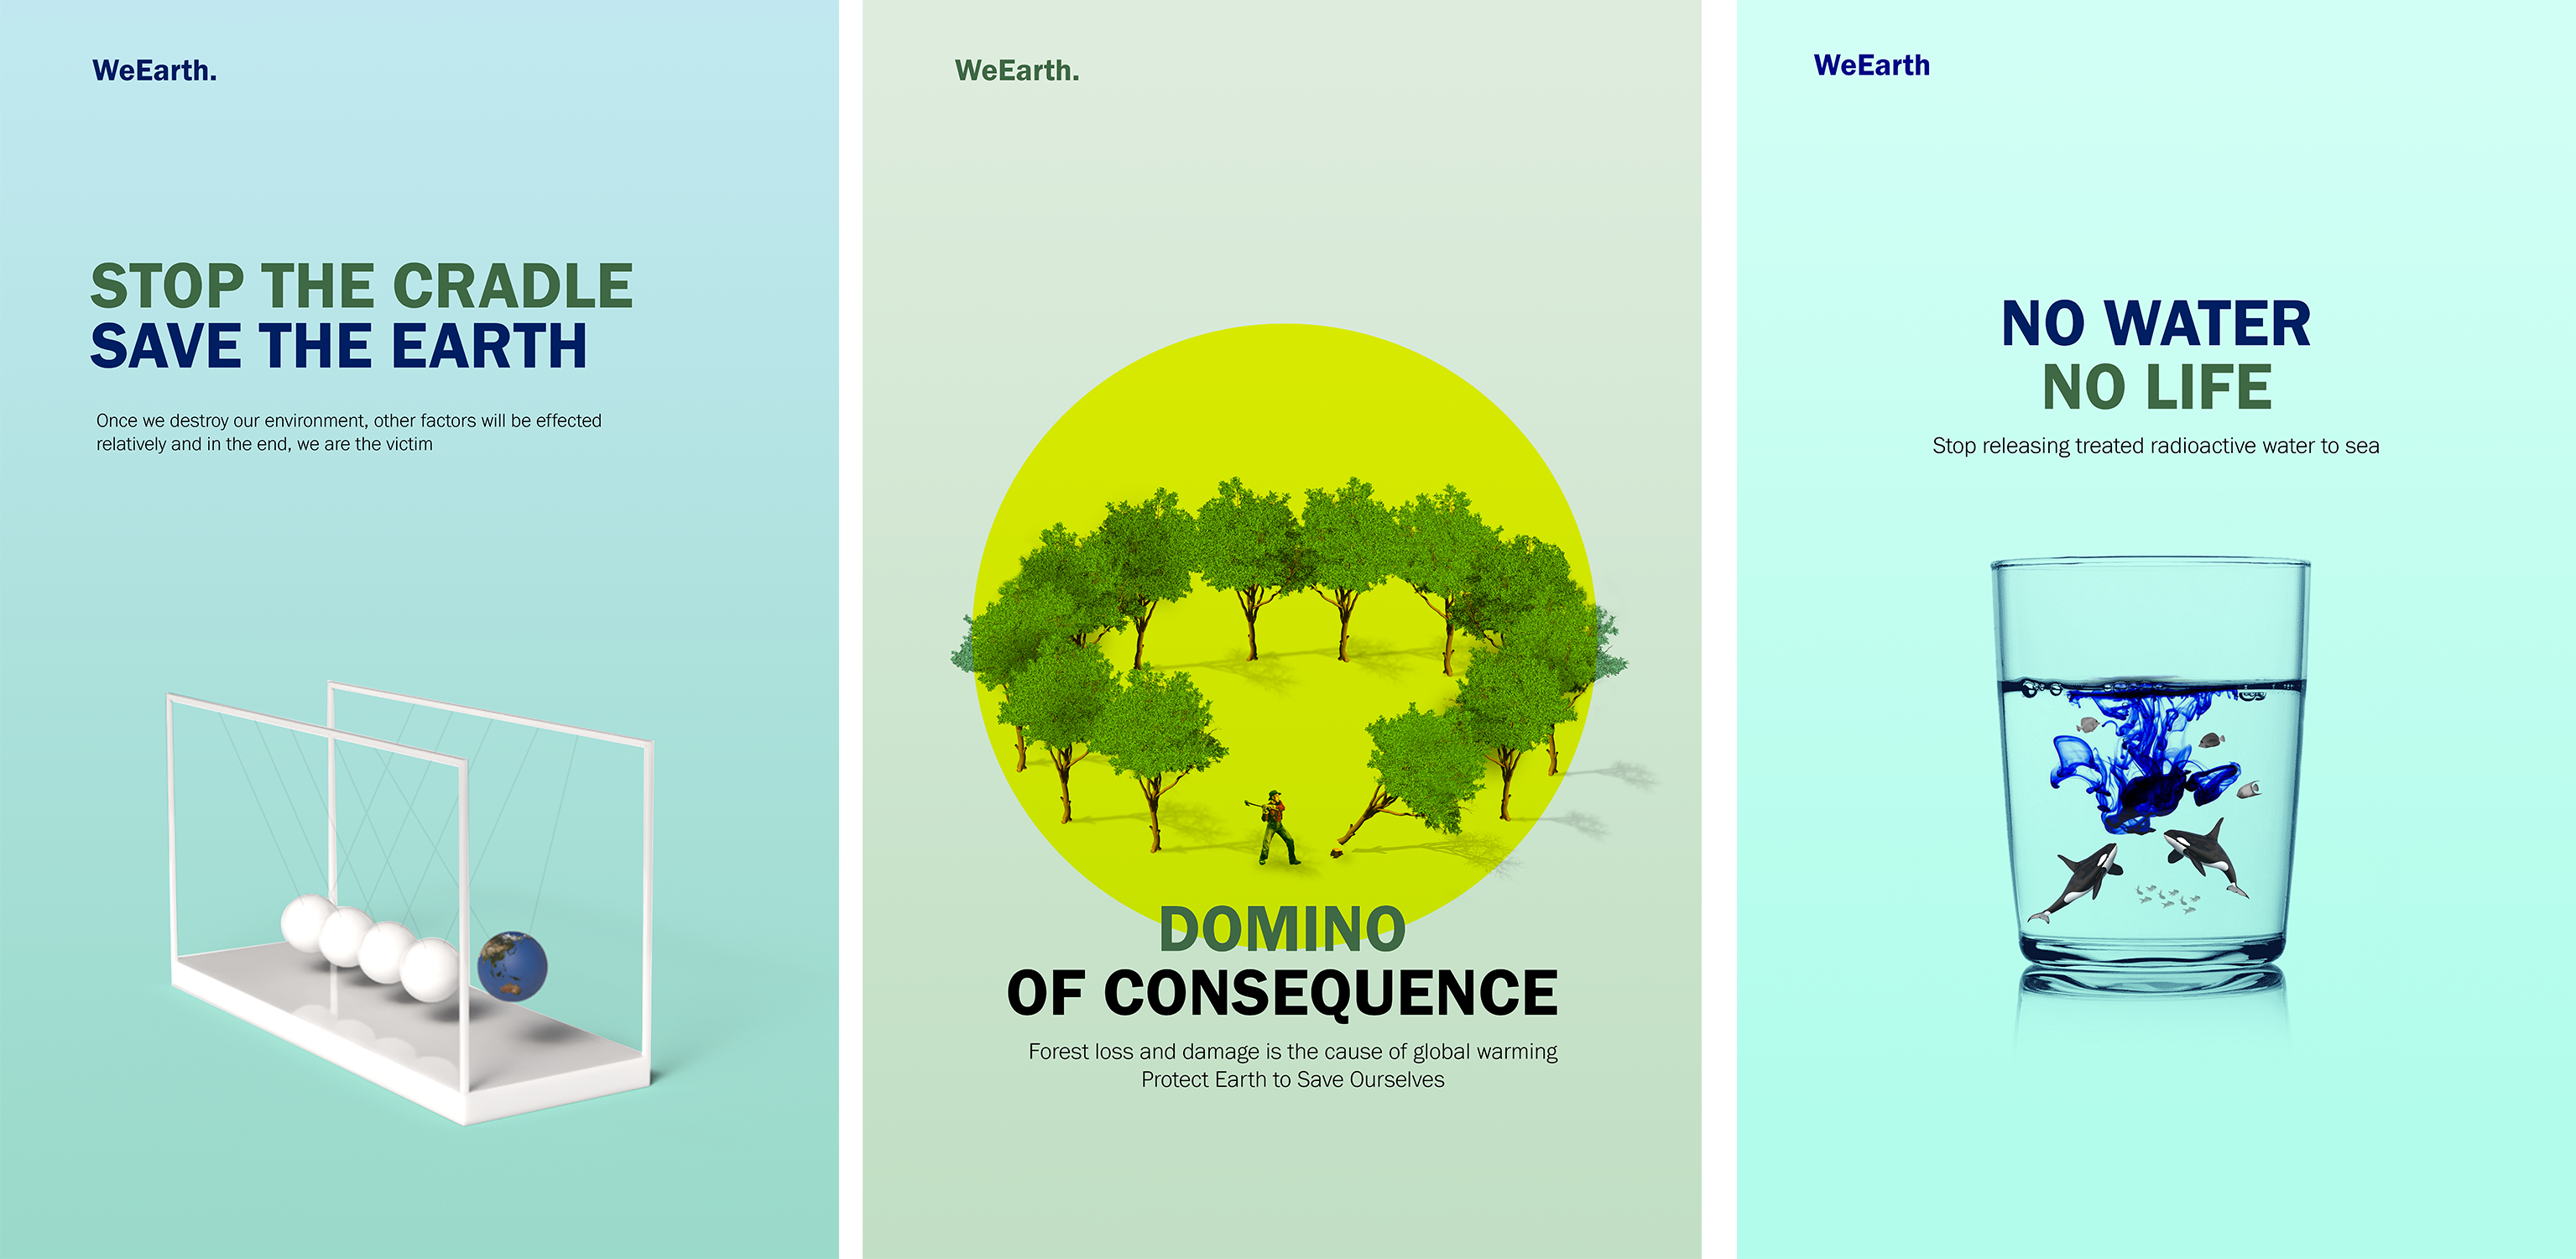 WeEarth.
STOP THE CRADLE
SAVE THE EARTH
Once we destroy our environment, other factors will be effected
relatively and in the end, we are the victim
WeEarth.
DOMINO
OF CONSEQUENCE
Forest loss and damage is the cause of global warming
Protect Earth to Save Ourselves
WeEarth
NO WATER
NO LIFE
Stop releasing treated radioactive water to sea